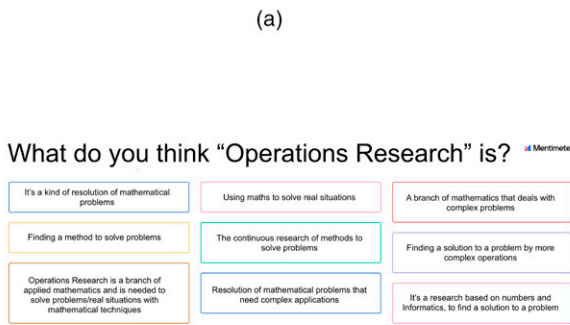 (a)
What do you think “Operations Research” is?
Mentimete
It's a kind of resolution of mathematical
problems
Finding a method to solve problems
Operations Research is a branch of
applied mathematics and is needed to
solve problems/real situations with
mathematical techniques
Using maths to solve real situations
The continuous research of methods to
solve problems
Resolution of mathematical problems that
need complex applications
A branch of mathematics that deals with
complex problems
Finding a solution to a problem by more
complex operations
It's a research based on numbers and
Informatics, to find a solution to a problem